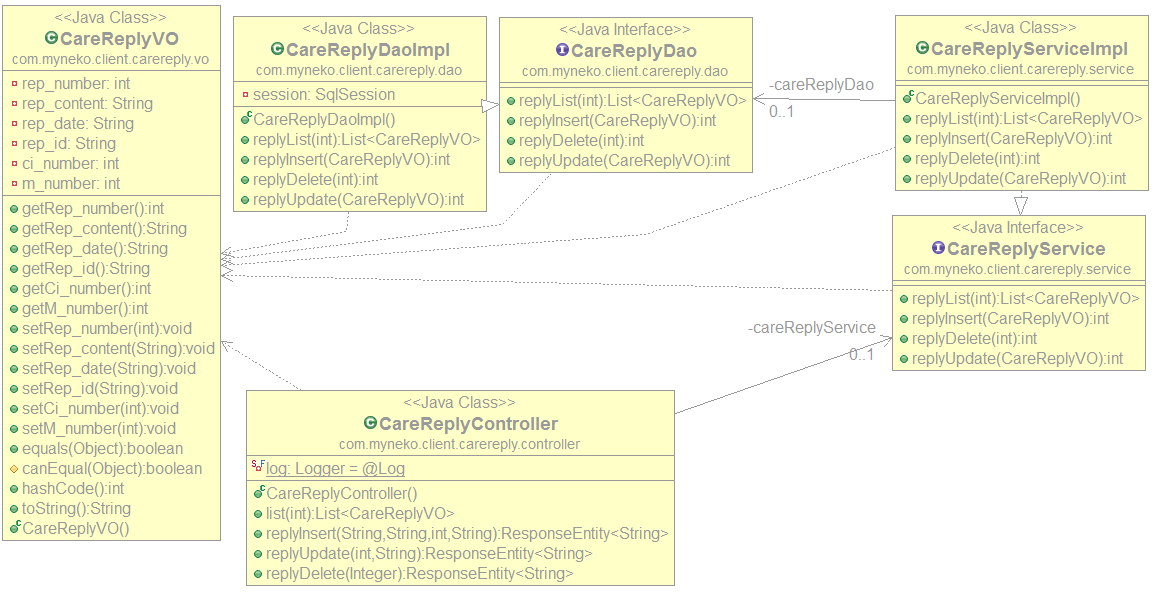 <<Java Class>>
CareReplyVO
com.myneko.client.carereply.vo
rep_number: int
rep_content: String
rep_date: String
rep_id: String
ci_number: int
m_number: int
getRep_number():int
getRep_content():String
getRep_date():String
getRep_id():String
getCi_number():int
getM_number():int
setRep_number(int):void
setRep_content(String):void
setRep_date(String):void
setRep_id(String):void
setCi_number(int):void
setM_number(int):void
equals(Object):boolean
canEqual(Object):boolean
hashCode():int
toString():String
CareReplyVO()
<<Java Class>>
CareReplyDaoImpl
com.myneko.client.carereply.dao
session: SqlSession
CareReplyDaoImpl()
replyList(int):List<CareReplyVO>
replyInsert(CareReplyVO):int
replyDelete(int):int
replyUpdate(CareReplyVO):int
<<Java Interface>>
CareReplyDao
com.myneko.client.carereply.dao
replyList(int):List<CareReplyVO>
replyInsert(CareReplyVO):int
replyDelete(int):int
replyUpdate(CareReplyVO):int
-careReplyDao
0..1
<<Java Class>>
CareReplyServiceImpl
com.myneko.client.carereply.service
CareReplyServiceImpl()
replyList(int):List<CareReplyVO>
replyInsert(CareReplyVO):int
replyDelete(int):int
replyUpdate(CareReplyVO):int
<<Java Interface>>
CareReplyService
com.myneko.client.carereply.service
replyList(int):List<CareReplyVO>
replyInsert(CareReplyVO):int
replyDelete(int):int
replyUpdate(CareReplyVO):int
-careReplyService
0..1
<<Java Class>>
CareReplyController
com.myneko.client.carereply.controller
log: Logger = @Log
CareReplyController()
list(int):List<CareReplyVO>
replyInsert(String,String,int,String):ResponseEntity<String>
replyUpdate(int,String):ResponseEntity<String>
replyDelete(Integer):ResponseEntity<String>